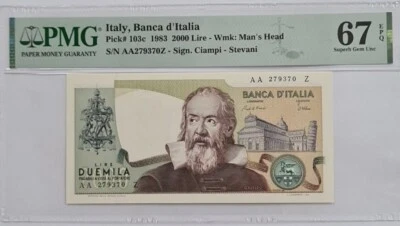 PMG
PAPER MONEY GUARANTY
Italy, Banca d'Italia
Pick# 103c 1983 2000 Lire - Wmk: Man's Head
S/N AA279370Z - Sign. Ciampi - Stevani
67 EPQ
Superb Gem Unc
AA 279370 Z
BANCA D'ITALIA
LIRE
DUEMILA
AA 279370 Z